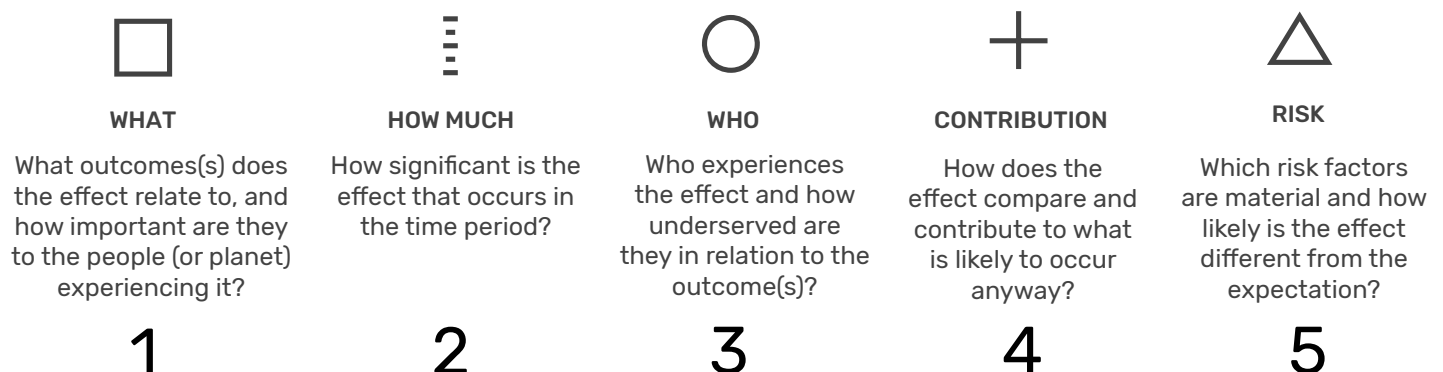 WHAT
What outcomes(s) does
the effect relate to, and
how important are they
to the people (or planet)
experiencing it?
1
HOW MUCH
How significant is the
effect that occurs in
the time period?
2
WHO
Who experiences
the effect and how
underserved are
they in relation to the
outcome(s)?
3
CONTRIBUTION
How does the
effect compare and
contribute to what
is likely to occur
anyway?
4
RISK
Which risk factors
are material and how
likely is the effect
different from the
expectation?
5